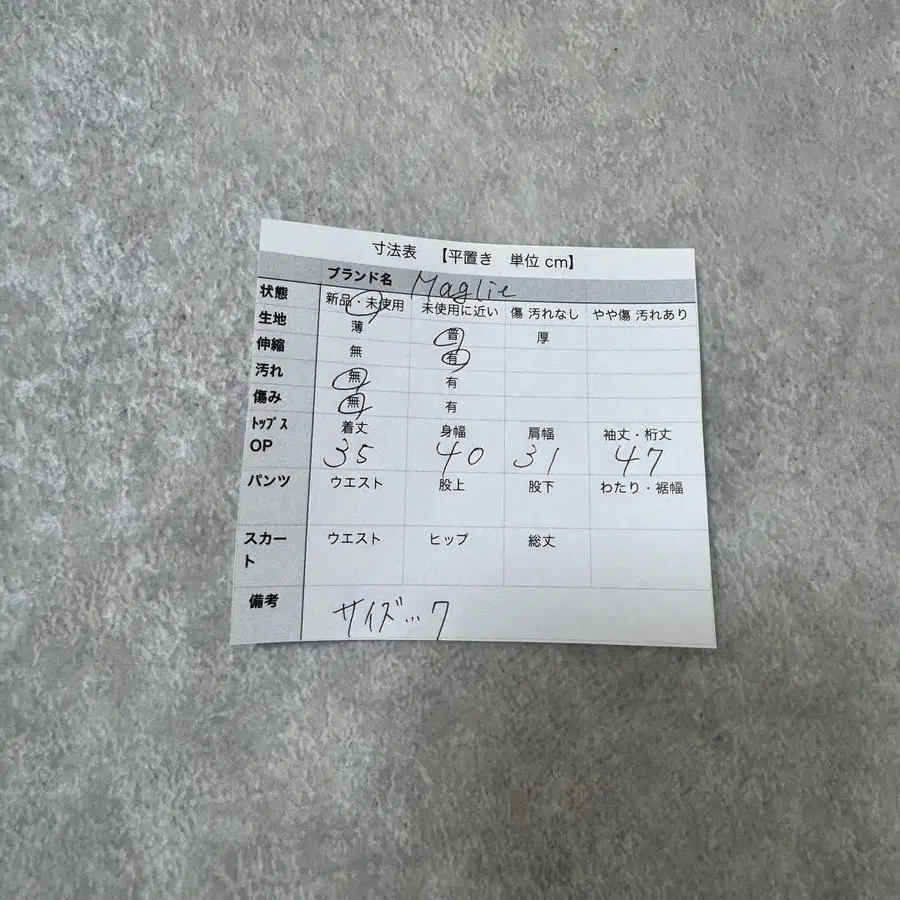 寸法表 【平置き 単位 cm】
ブランド名 Maglie
状態 新品・未使用 未使用に近い 傷 汚れなし やや傷 汚れあり
生地 薄 普 厚
伸縮 無 有
汚れ 無 有
傷み 無 有
ﾄｯﾌﾟｽ 着丈 身幅 肩幅 袖丈・裄丈
OP 35 40 31 47
パンツ ウエスト 股上 股下 わたり・裾幅
スカート ウエスト ヒップ 総丈
備考 サイズ…7